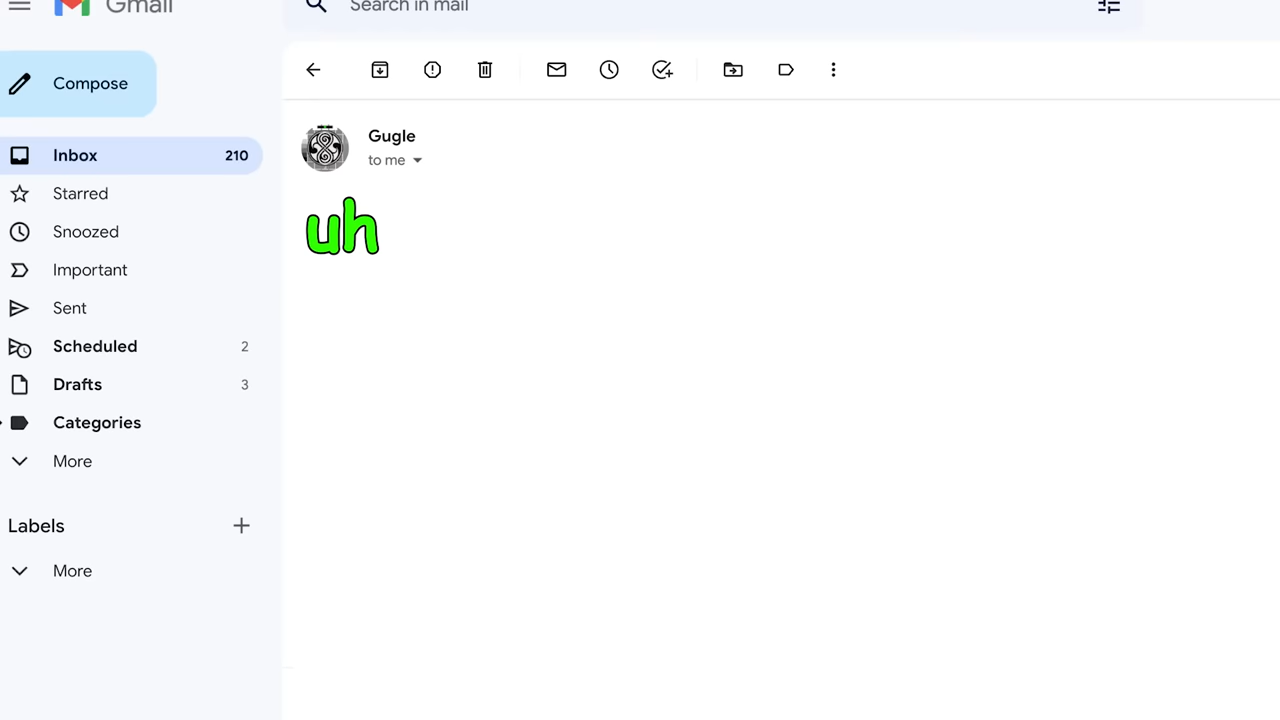 Gmail
Search in mail
Compose
Inbox 210
Starred
Snoozed
Important
Sent
Scheduled 2
Drafts 3
Categories
More
Labels
More
Gugle
to me
uh